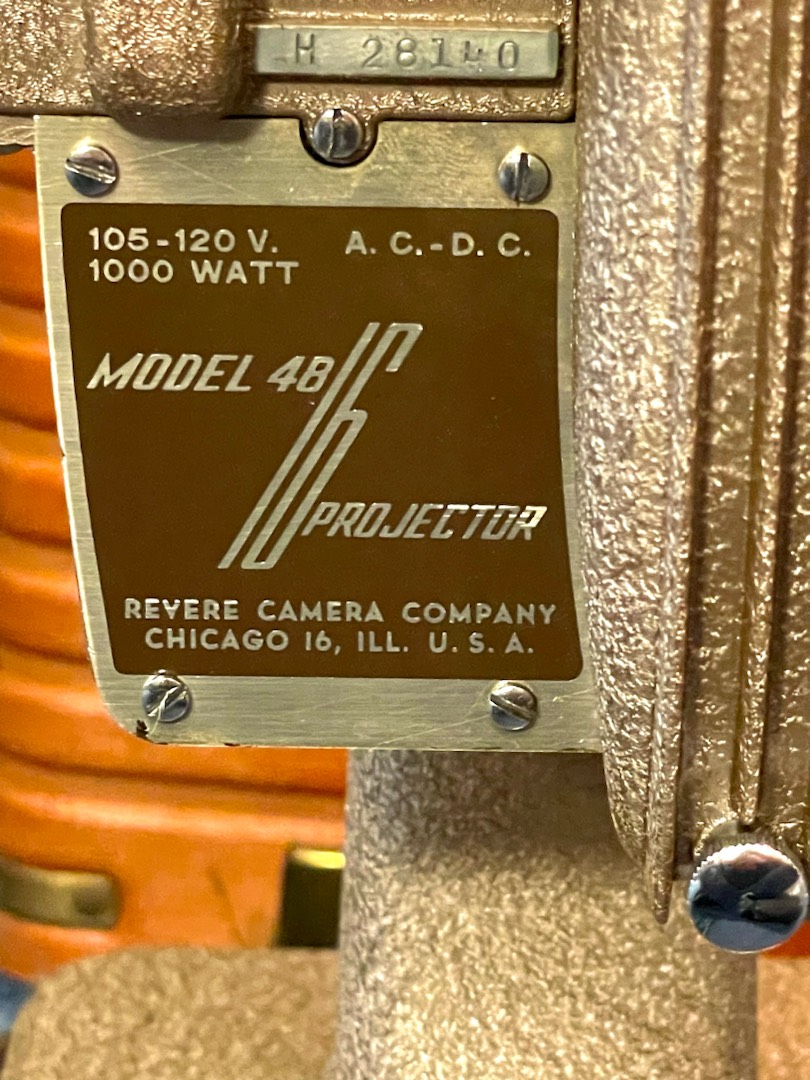 H 28140
105-120 V. A. C.-D. C.
1000 WATT
MODEL 48
16
PROJECTOR
REVERE CAMERA COMPANY
CHICAGO 16, ILL. U. S. A.